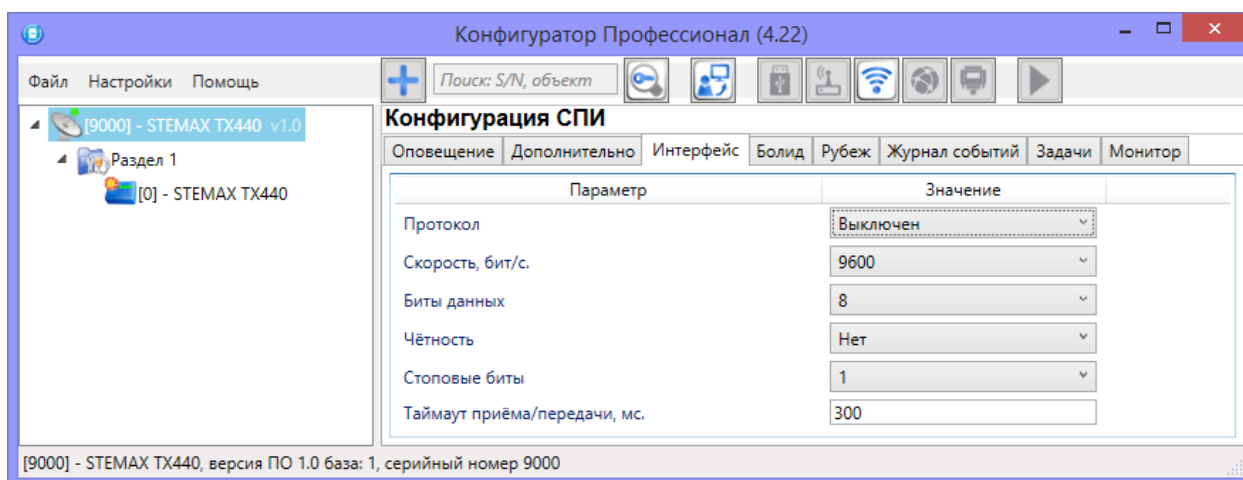 Конфигуратор Профессионал (4.22)
Файл Настройки Помощь
Поиск: S/N, объект
[9000] - STEMAX TX440 v1.0
Раздел 1
[0] - STEMAX TX440
Конфигурация СПИ
Оповещение Дополнительно Интерфейс Болид Рубеж Журнал событий Задачи Монитор
Параметр Значение
Протокол Выключен
Скорость, бит/с. 9600
Биты данных 8
Чётность Нет
Стоповые биты 1
Таймаут приёма/передачи, мс. 300
[9000] - STEMAX TX440, версия ПО 1.0 база: 1, серийный номер 9000